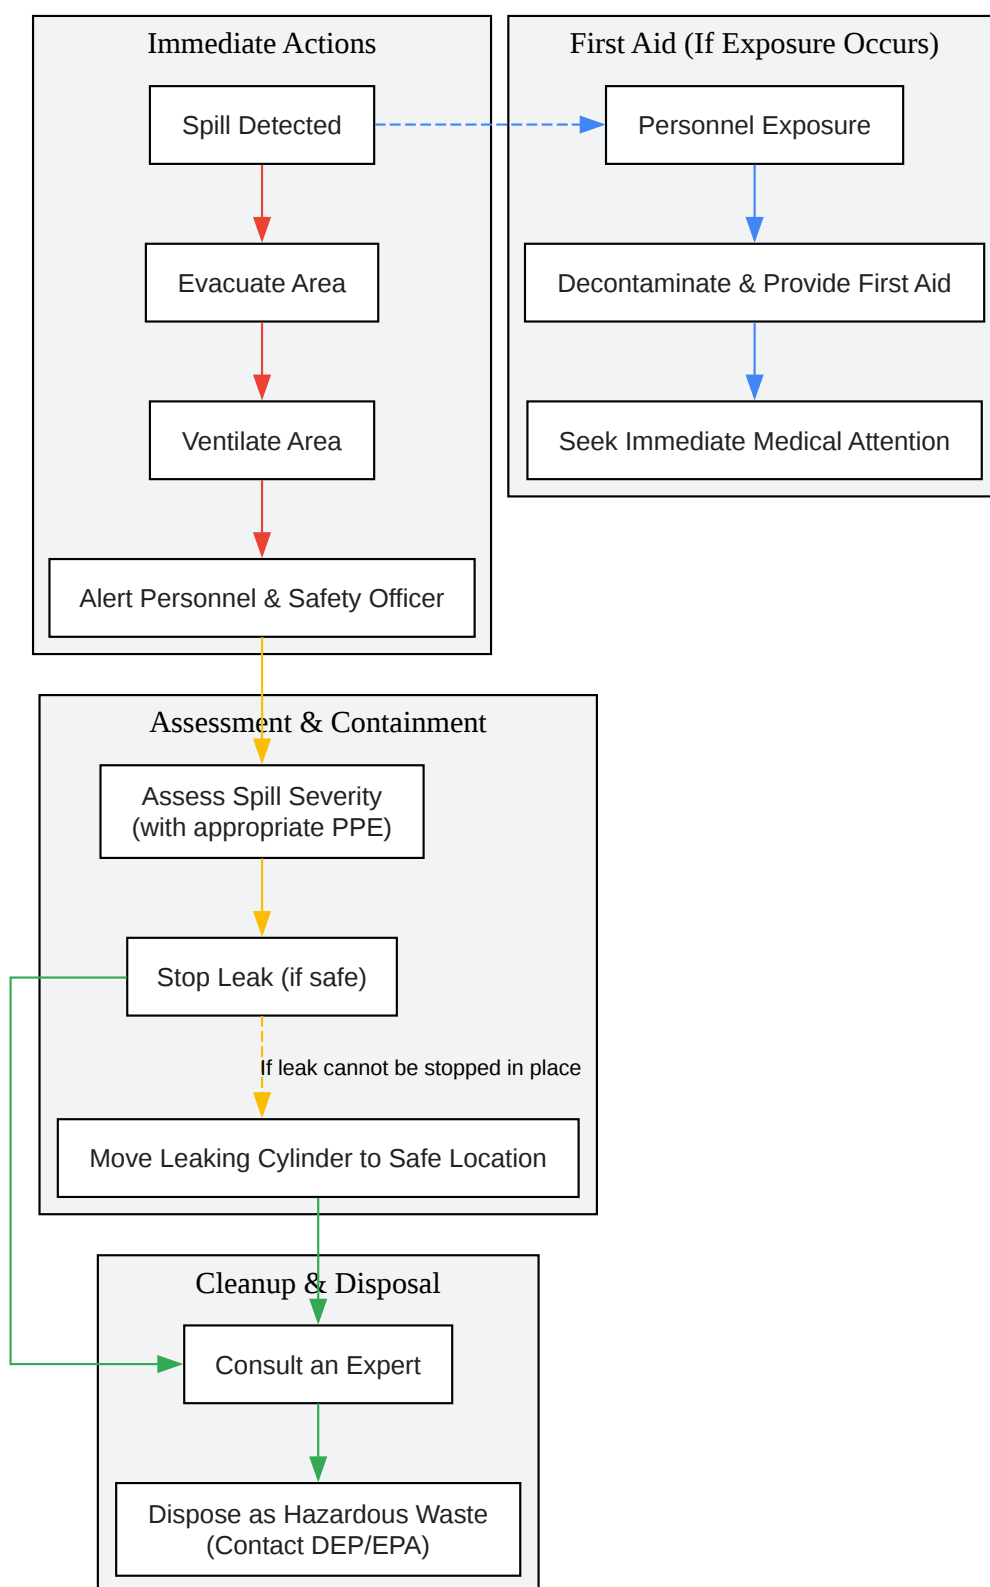 Immediate Actions
Spill Detected
Evacuate Area
Ventilate Area
Alert Personnel & Safety Officer
First Aid (If Exposure Occurs)
Personnel Exposure
Decontaminate & Provide First Aid
Seek Immediate Medical Attention
Assessment & Containment
Assess Spill Severity
(with appropriate PPE)
Stop Leak (if safe)
If leak cannot be stopped in place
Move Leaking Cylinder to Safe Location
Cleanup & Disposal
Consult an Expert
Dispose as Hazardous Waste
(Contact DEP/EPA)